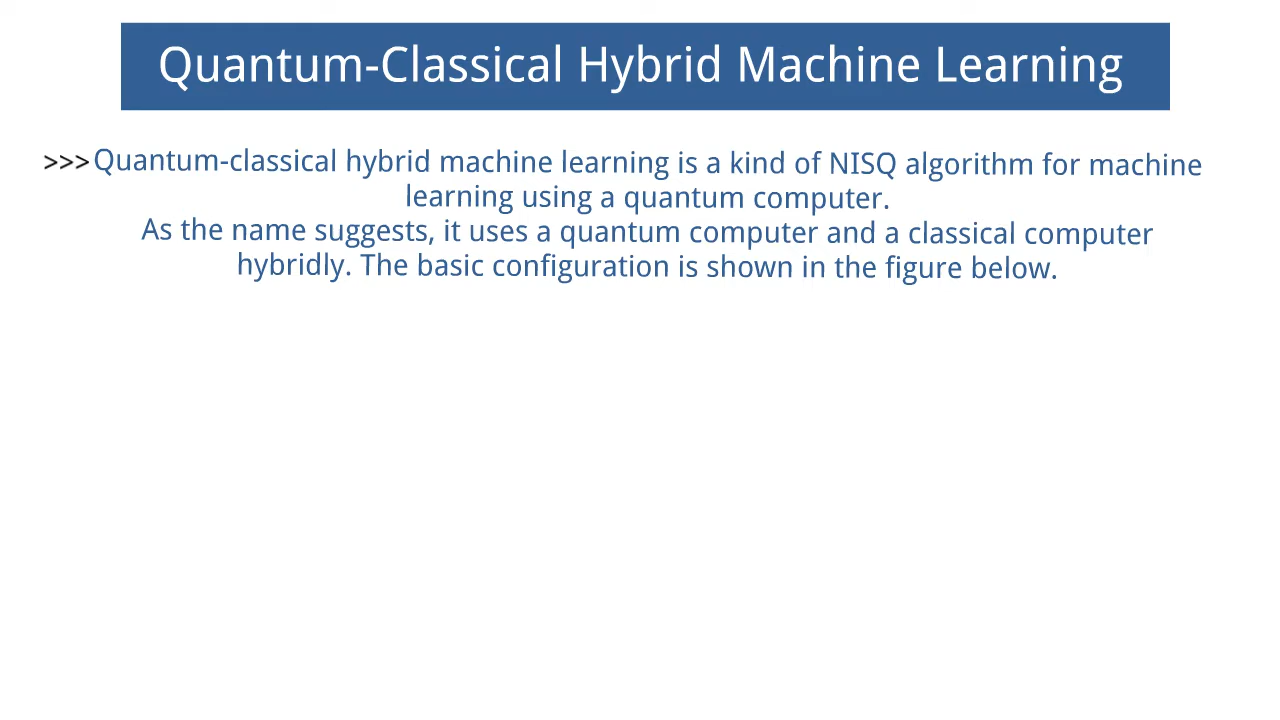 Quantum-Classical Hybrid Machine Learning
>>>Quantum-classical hybrid machine learning is a kind of NISQ algorithm for machine
learning using a quantum computer.
As the name suggests, it uses a quantum computer and a classical computer
hybridly. The basic configuration is shown in the figure below.